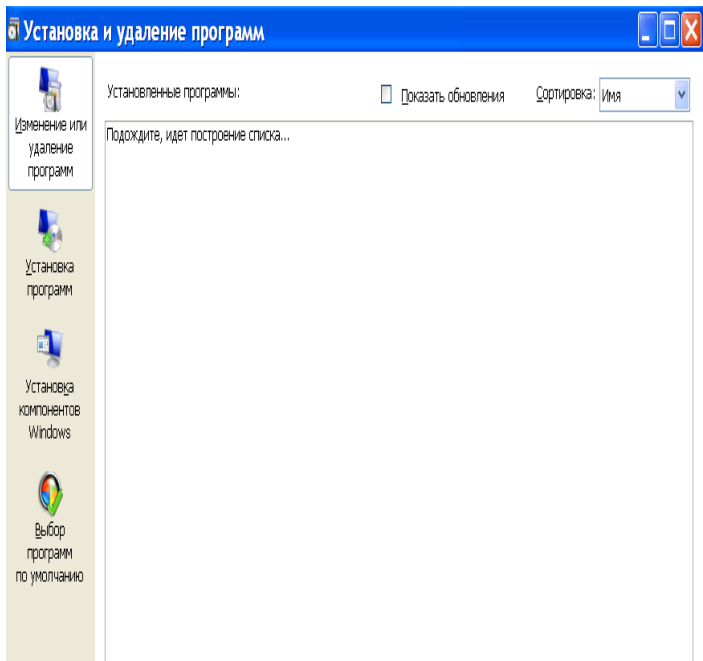 Установка и удаление программ
Изменение или
удаление
программ
Установленные программы:
Показать обновления
Сортировка: Имя
Подождите, идет построение списка...
Установка
программ
Установка
компонентов
Windows
Выбор
программ
по умолчанию